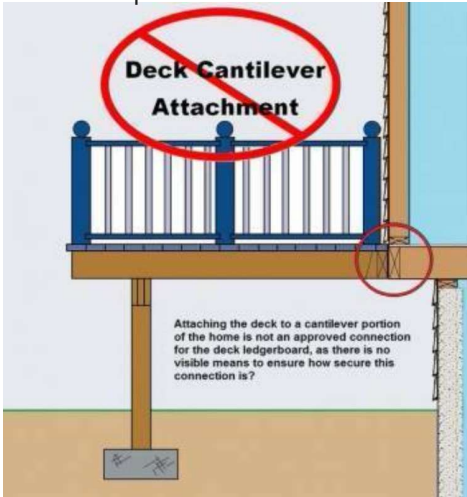 Deck Cantilever
Attachment
Attaching the deck to a cantilever portion
of the home is not an approved connection
for the deck ledgerboard, as there is no
visible means to ensure how secure this
connection is?